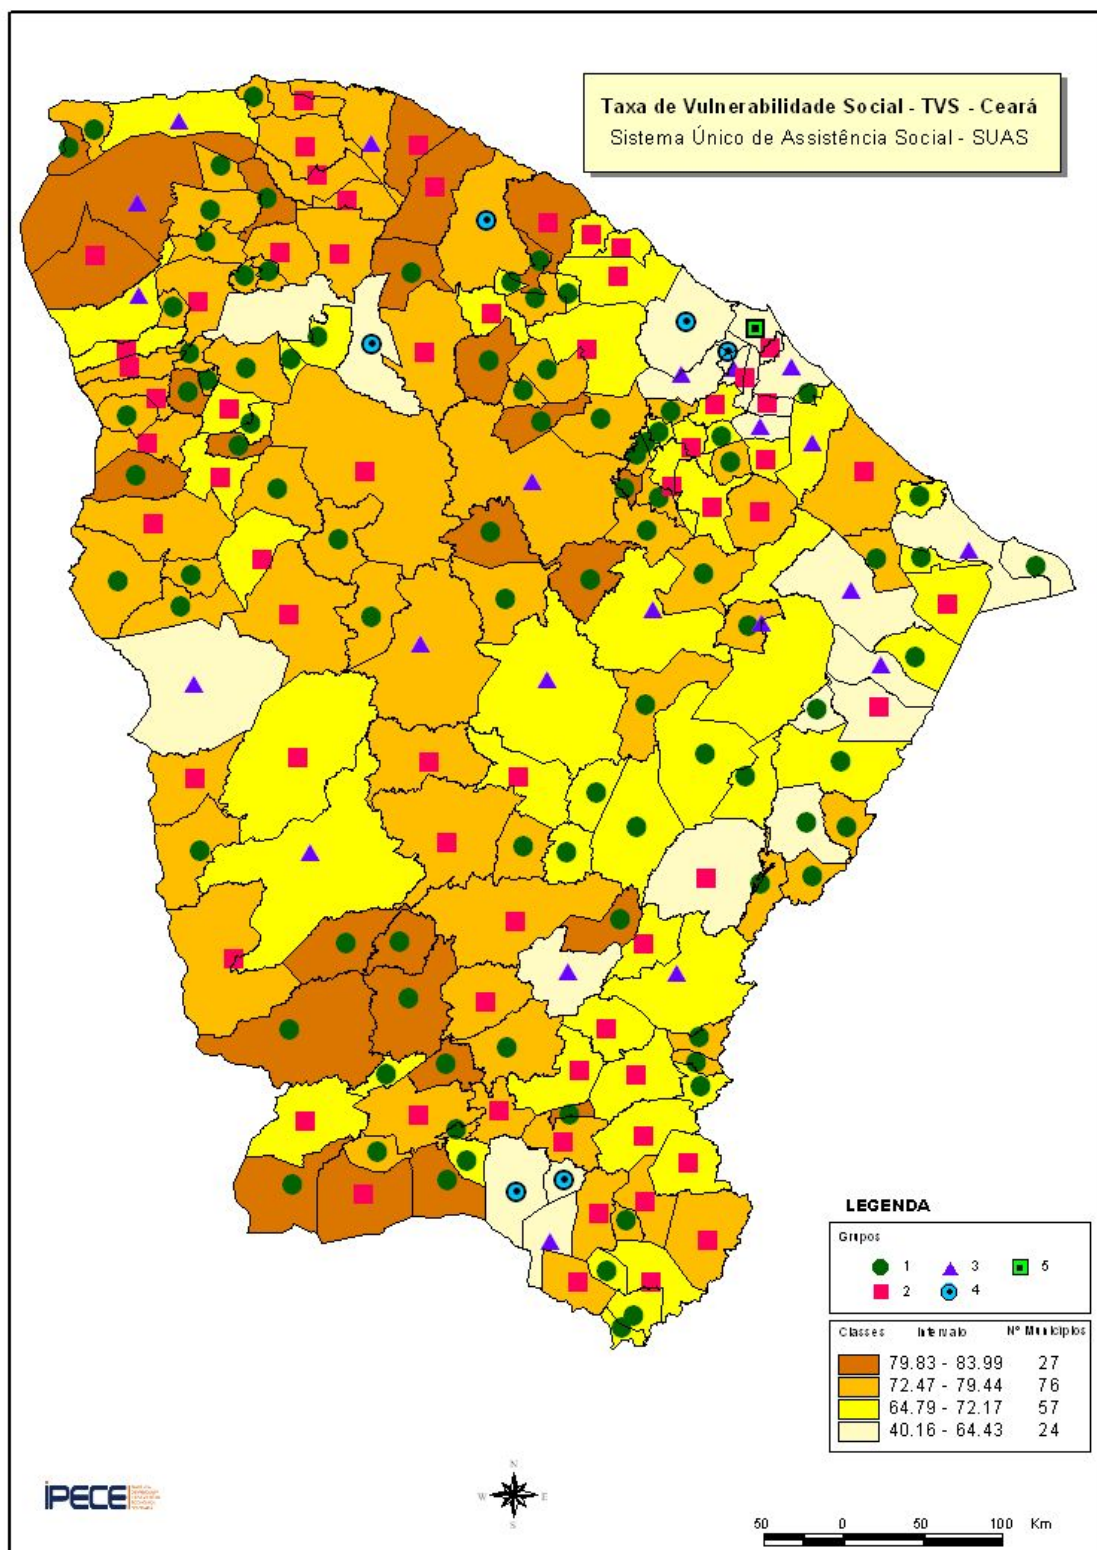 Taxa de Vulnerabilidade Social - TVS - Ceará
Sistema Único de Assistência Social - SUAS
LEGENDA
Grupos
1 3 5
2 4
Classes Intervalo Nº Municípios
79.83 - 83.99 27
72.47 - 79.44 76
64.79 - 72.17 57
40.16 - 64.43 24
IPECE
N
W E
S
50 0 50 100 Km